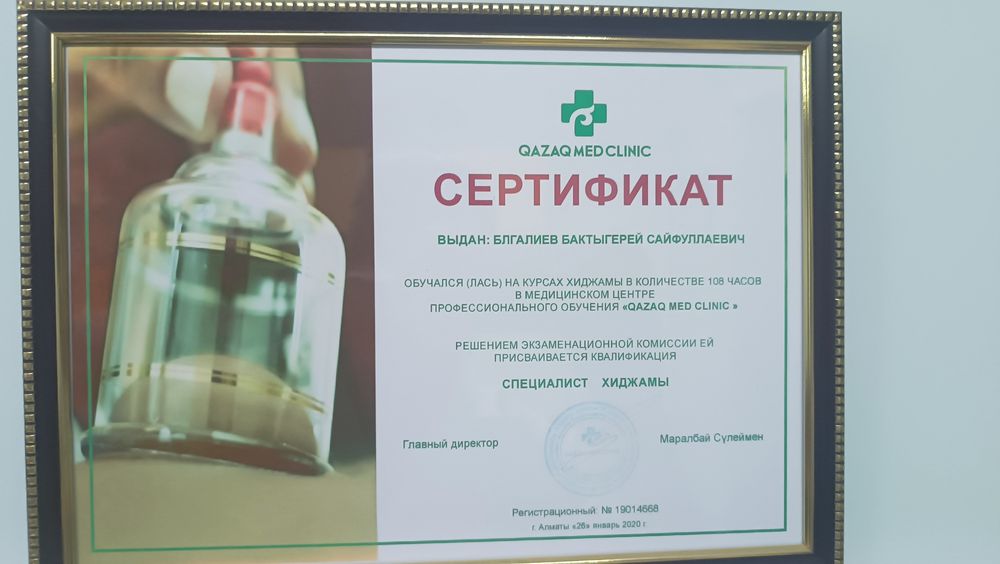 QAZAQ MED CLINIC
СЕРТИФИКАТ
ВЫДАН: БЛГАЛИЕВ БАКТЫГЕРЕЙ САЙФУЛЛАЕВИЧ
ОБУЧАЛСЯ (ЛАСЬ) НА КУРСАХ ХИДЖАМЫ В КОЛИЧЕСТВЕ 108 ЧАСОВ
В МЕДИЦИНСКОМ ЦЕНТРЕ
ПРОФЕССИОНАЛЬНОГО ОБУЧЕНИЯ «QAZAQ MED CLINIC »
РЕШЕНИЕМ ЭКЗАМЕНАЦИОННОЙ КОМИССИИ ЕЙ
ПРИСВАИВАЕТСЯ КВАЛИФИКАЦИЯ
СПЕЦИАЛИСТ ХИДЖАМЫ
Главный директор
Маралбай Сүлеймен
Регистрационный: № 19014668
г. Алматы «26» январь 2020 г.